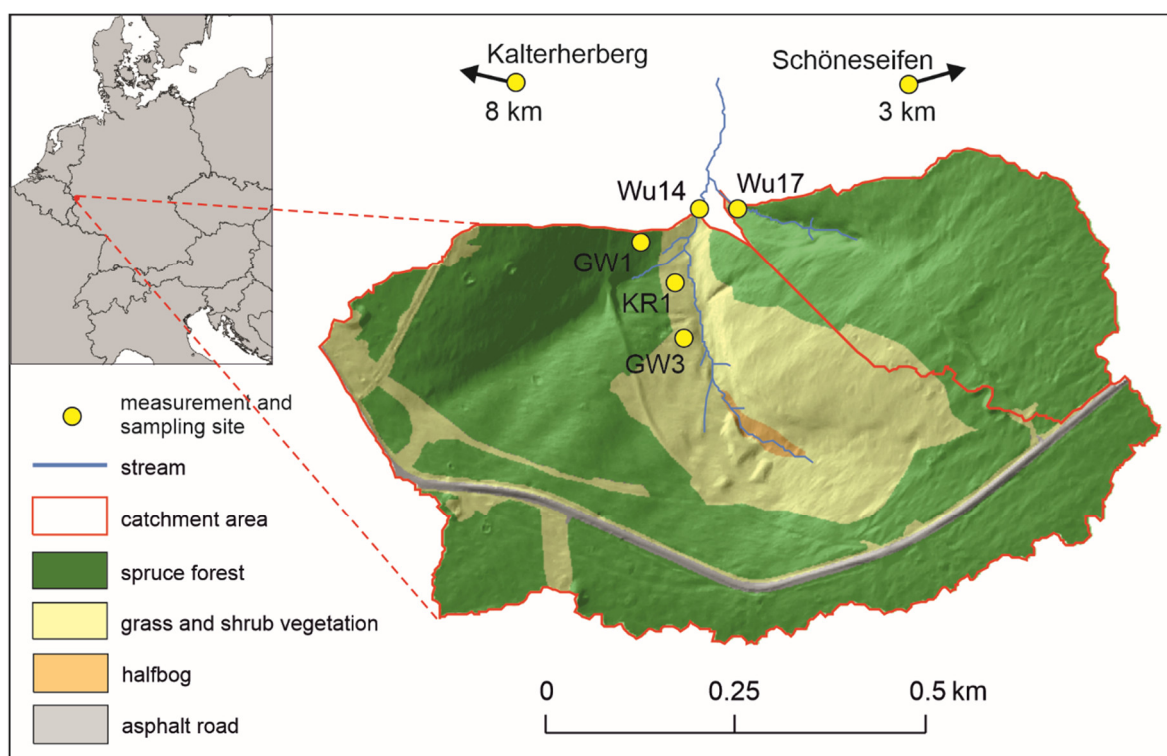 Kalterherberg
8 km
Schöneseifen
3 km
Wu14
Wu17
GW1
KR1
GW3
measurement and
sampling site
stream
catchment area
spruce forest
grass and shrub vegetation
halfbog
asphalt road
0
0.25
0.5 km